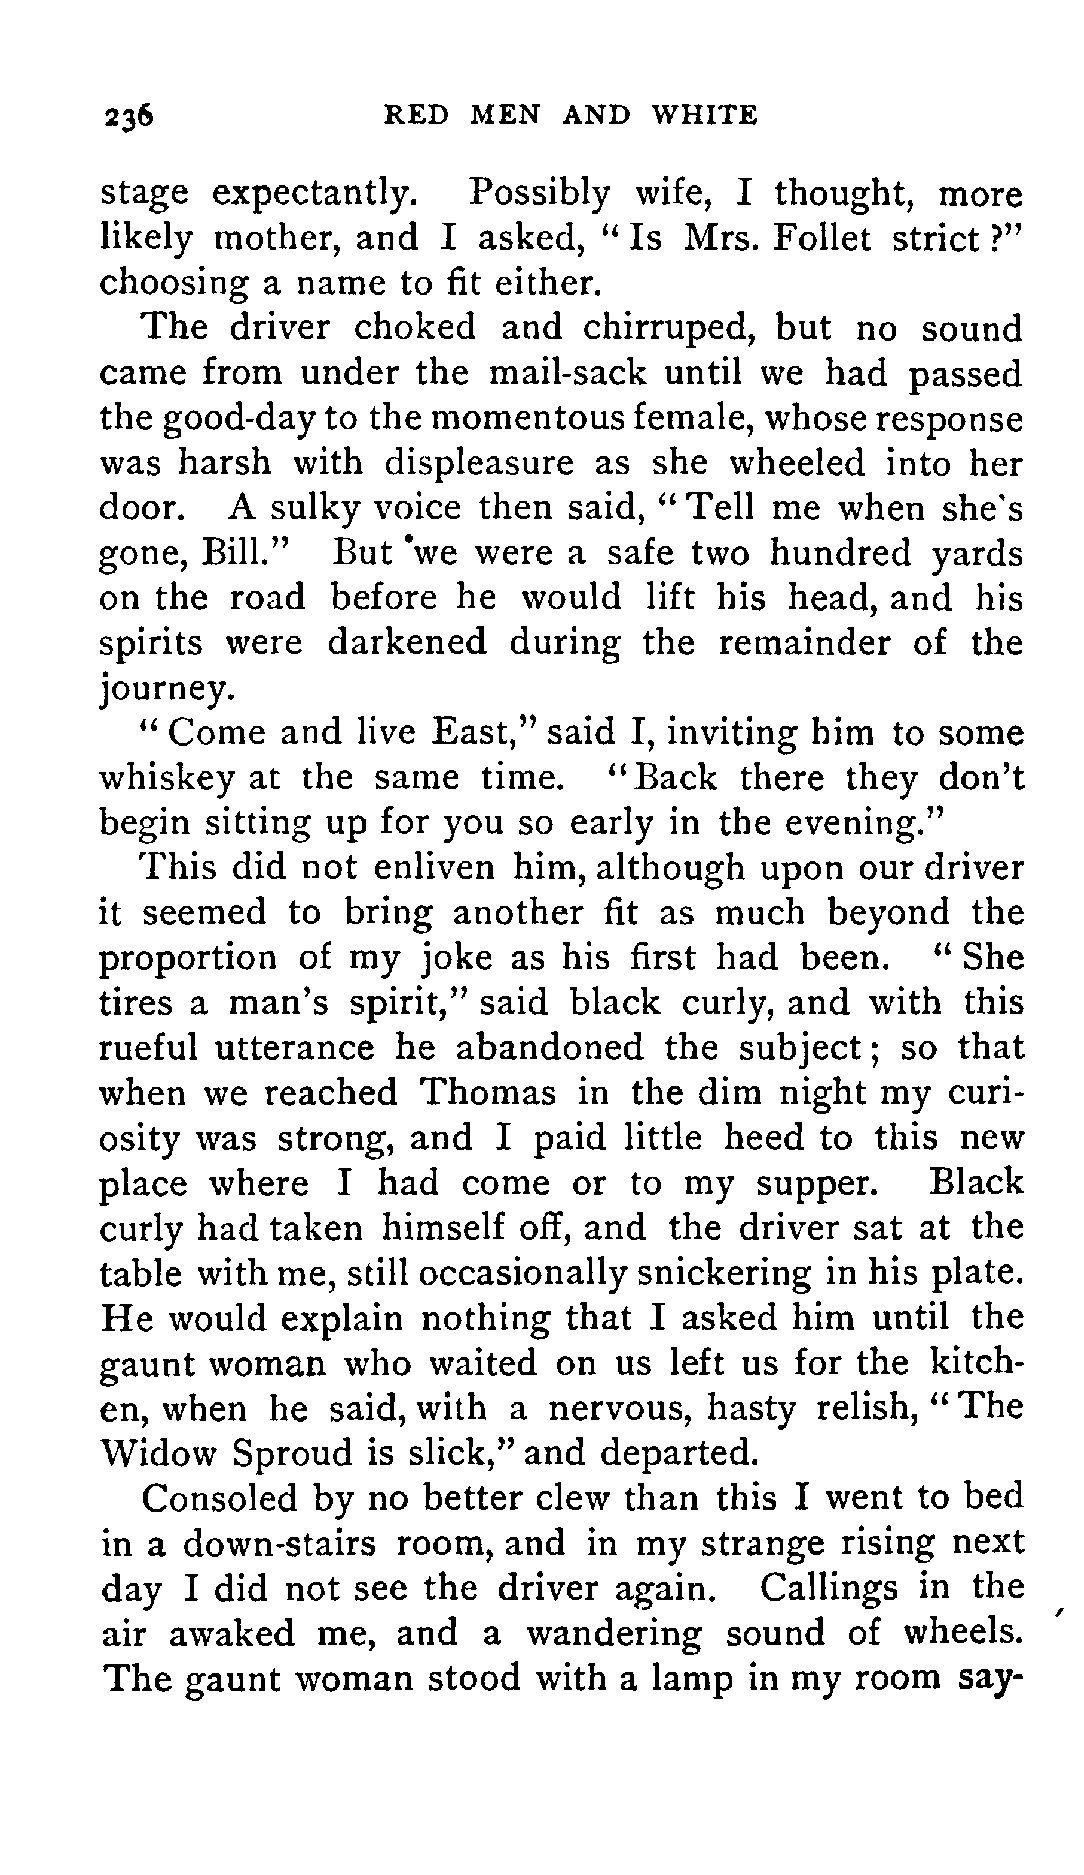 236 RED MEN AND WHITE
stage expectantly. Possibly wife, I thought, more
likely mother, and I asked, “Is Mrs. Follet strict?”
choosing a name to fit either.
The driver choked and chirruped, but no sound
came from under the mail-sack until we had passed
the good-day to the momentous female, whose response
was harsh with displeasure as she wheeled into her
door. A sulky voice then said, “Tell me when she's
gone, Bill.” But we were a safe two hundred yards
on the road before he would lift his head, and his
spirits were darkened during the remainder of the
journey.
“Come and live East,” said I, inviting him to some
whiskey at the same time. “Back there they don't
begin sitting up for you so early in the evening.”
This did not enliven him, although upon our driver
it seemed to bring another fit as much beyond the
proportion of my joke as his first had been. “She
tires a man's spirit,” said black curly, and with this
rueful utterance he abandoned the subject; so that
when we reached Thomas in the dim night my curi-
osity was strong, and I paid little heed to this new
place where I had come or to my supper. Black
curly had taken himself off, and the driver sat at the
table with me, still occasionally snickering in his plate.
He would explain nothing that I asked him until the
gaunt woman who waited on us left us for the kitch-
en, when he said, with a nervous, hasty relish, “The
Widow Sproud is slick,” and departed.
Consoled by no better clew than this I went to bed
in a down-stairs room, and in my strange rising next
day I did not see the driver again. Callings in the
air awaked me, and a wandering sound of wheels.
The gaunt woman stood with a lamp in my room say-